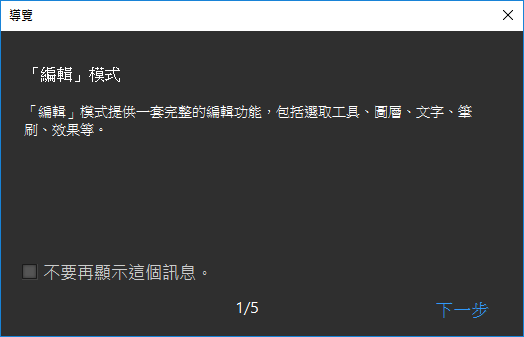 導覽
「編輯」模式
「編輯」模式提供一套完整的編輯功能，包括選取工具、圖層、文字、筆
刷、效果等。
不要再顯示這個訊息。
1/5
下一步